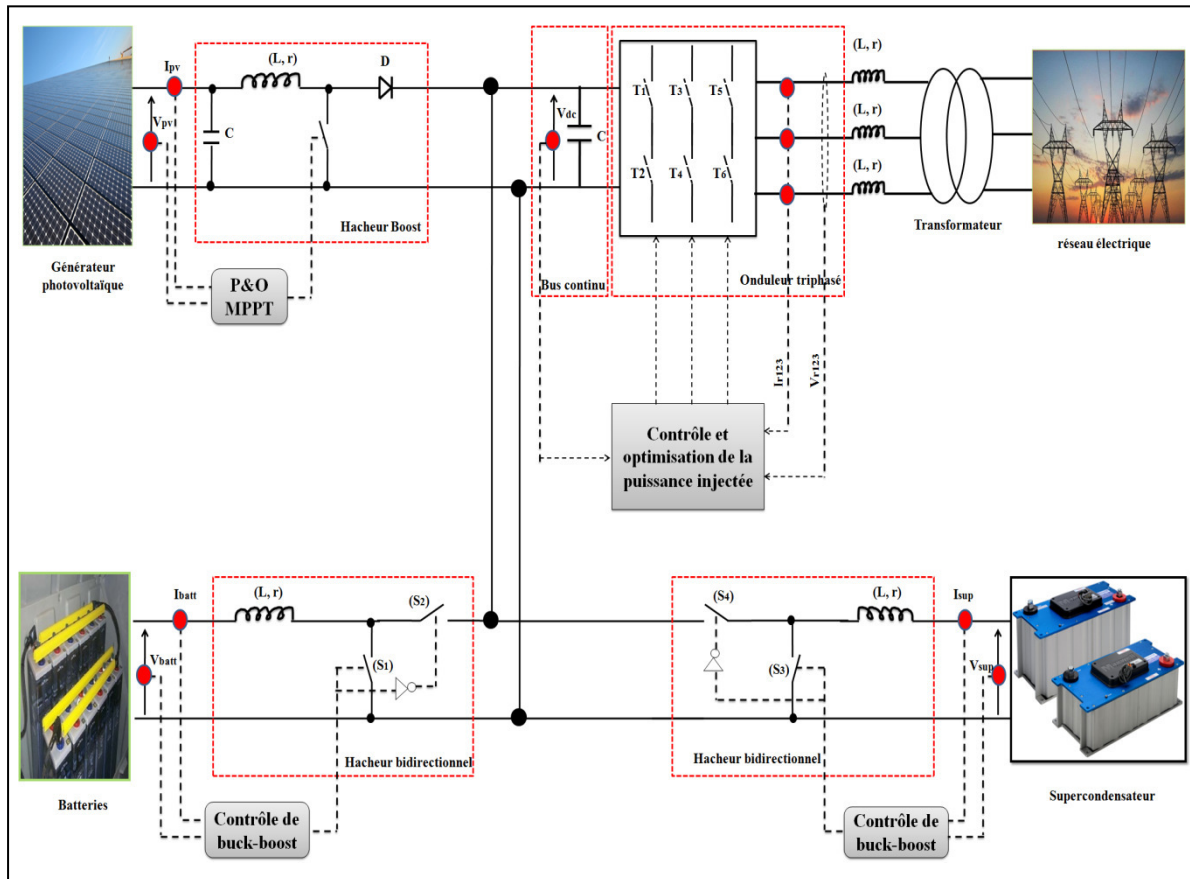 Ipv
(L, r)
D
Vpv
C
Hacheur Boost
Générateur
photovoltaïque
P&O
MPPT
Vdc
C
Bus continu
T1
T3
T5
T2
T4
T6
Onduleur triphasé
(L, r)
(L, r)
(L, r)
Transformateur
réseau électrique
Ir123
Vr123
Contrôle et
optimisation de la
puissance injectée
Ibatt
(L, r)
(S2)
Vbatt
(S1)
Hacheur bidirectionnel
Batteries
Contrôle de
buck-boost
(S4)
(L, r)
Isup
(S3)
Vsup
Hacheur bidirectionnel
Supercondensateur
Contrôle de
buck-boost